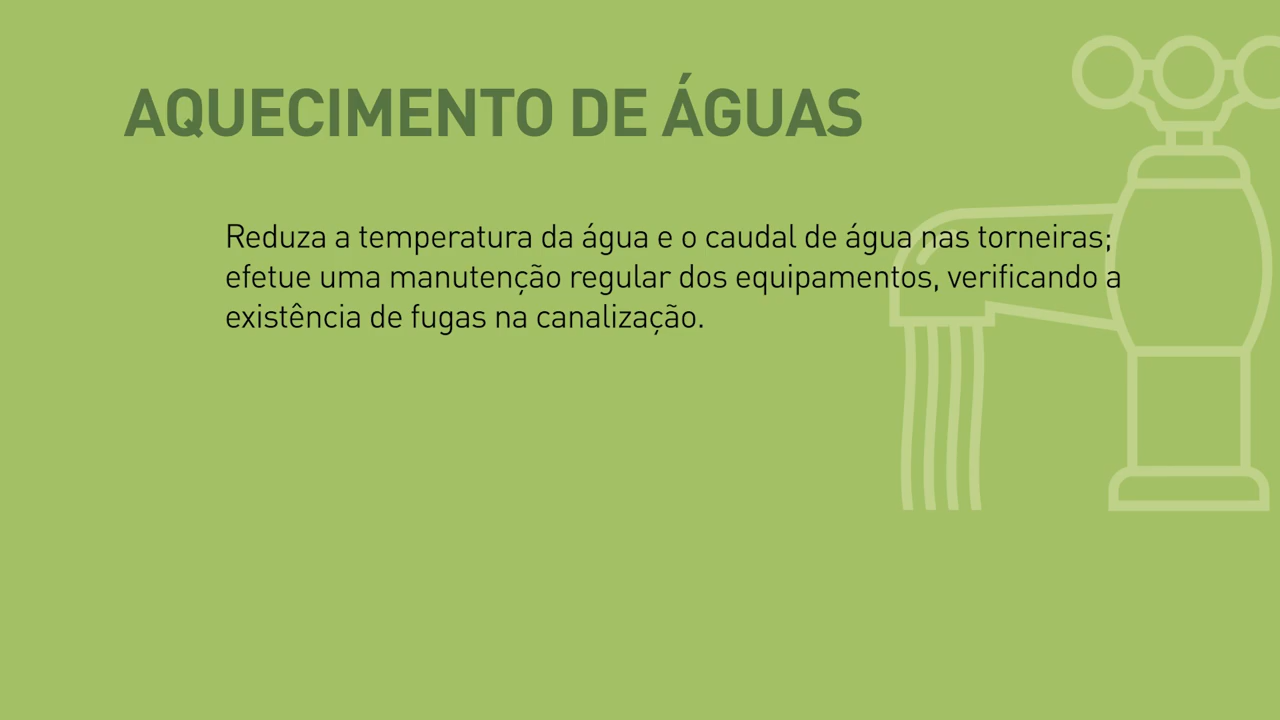 AQUECIMENTO DE ÁGUAS
Reduza a temperatura da água e o caudal de água nas torneiras;
efetue uma manutenção regular dos equipamentos, verificando a
existência de fugas na canalização.